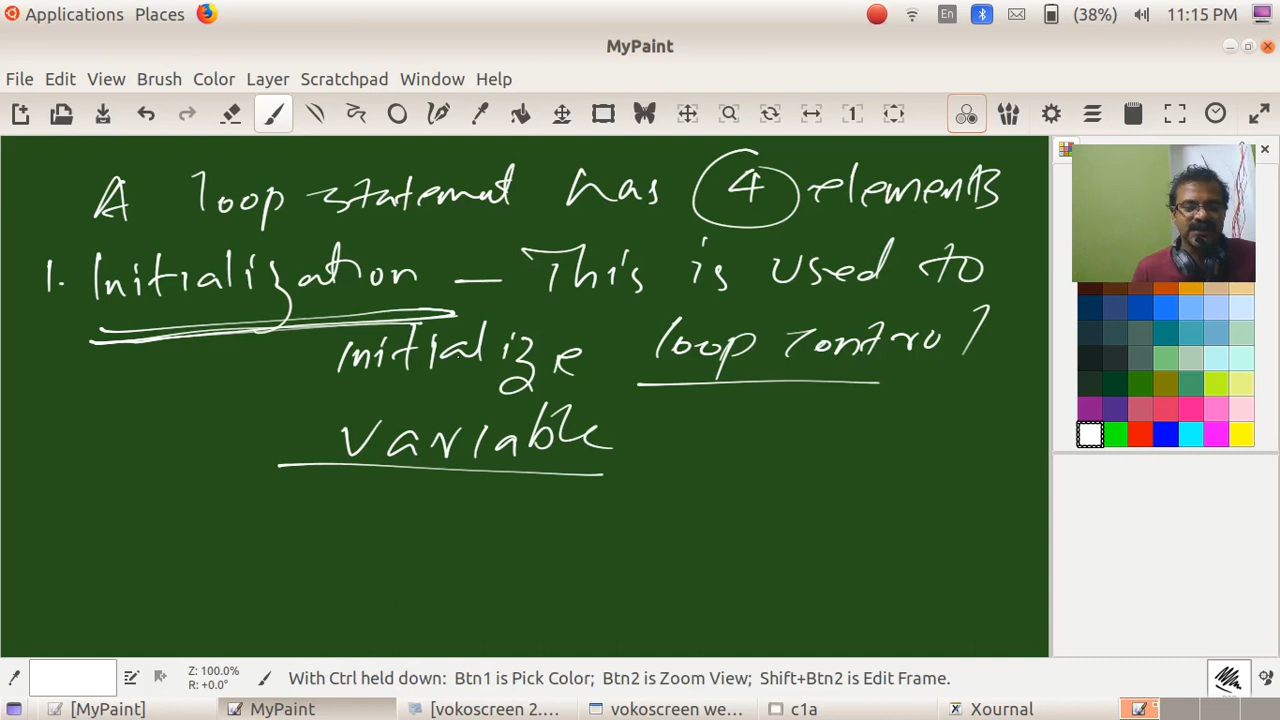 Applications Places En (38%) 11:15 PM
MyPaint
File Edit View Brush Color Layer Scratchpad Window Help
A loop statement has 4 elements
1. Initialization — This is used to
initialize loop control
variable
Z: 100.0%
R: +0.0°
With Ctrl held down: Btn1 is Pick Color; Btn2 is Zoom View; Shift+Btn2 is Edit Frame.
[MyPaint] MyPaint [vokoscreen 2.... vokoscreen we... c1a Xournal